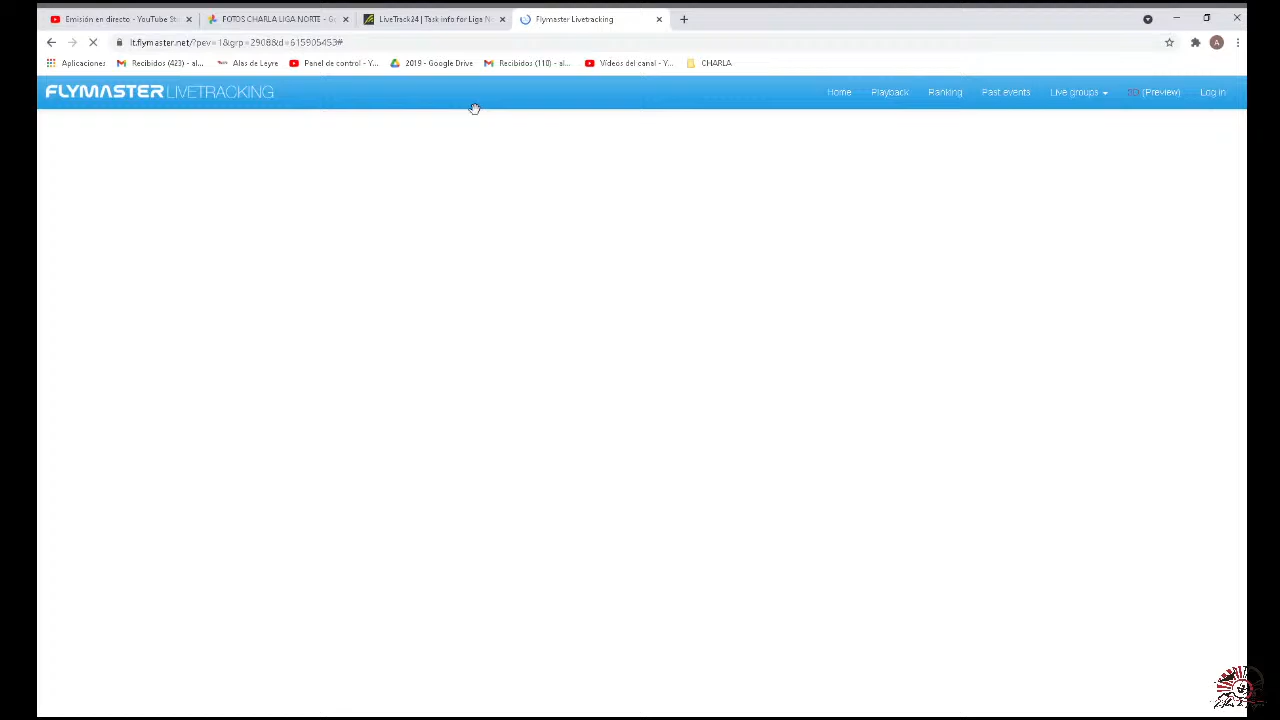 Emisión en directo - YouTube St
FOTOS CHARLA LIGA NORTE - G
LiveTrack24 | Task info for Liga N
Flymaster Livetracking
lt.flymaster.net/?pev=1&grp=2908&d=615905453#
Aplicaciones
Recibidos (423) - al...
Alas de Leyre
Panel de control - Y...
2019 - Google Drive
Recibidos (110) - al...
Vídeos del canal - Y...
CHARLA
FLYMASTER LIVETRACKING
Home
Playback
Ranking
Past events
Live groups
3D (Preview)
Log in